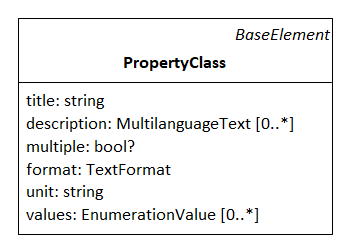 BaseElement
PropertyClass
title: string
description: MultilanguageText [0..*]
multiple: bool?
format: TextFormat
unit: string
values: EnumerationValue [0..*]